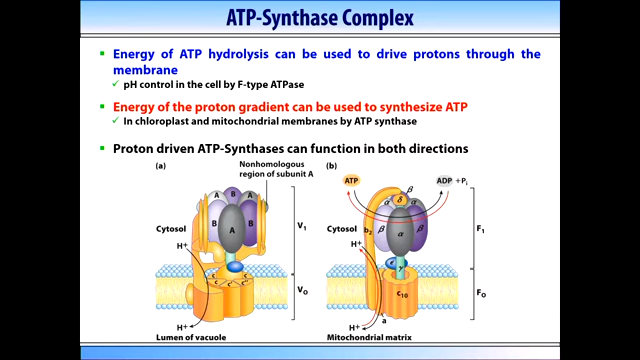 ATP-Synthase Complex
Energy of ATP hydrolysis can be used to drive protons through the
membrane
pH control in the cell by F-type ATPase
Energy of the proton gradient can be used to synthesize ATP
In chloroplast and mitochondrial membranes by ATP synthase
Proton driven ATP-Synthases can function in both directions
(a)
Nonhomologous
region of subunit A
A
B
A
B
B
A
Cytosol
H+
c
c
c
c
c"
H+
Lumen of vacuole
V1
VO
(b)
ATP
ADP + Pi
β
α
δ
α
β
α
β
Cytosol
b2
H+
ε
γ
c10
a
H+
Mitochondrial matrix
F1
FO